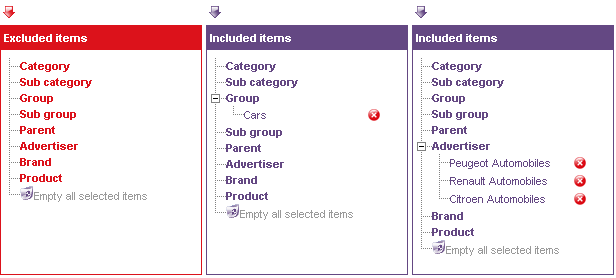 Excluded items
Category
Sub category
Group
Sub group
Parent
Advertiser
Brand
Product
Empty all selected items
Included items
Category
Sub category
Group
Cars
Sub group
Parent
Advertiser
Brand
Product
Empty all selected items
Included items
Category
Sub category
Group
Sub group
Parent
Advertiser
Peugeot Automobiles
Renault Automobiles
Citroen Automobiles
Brand
Product
Empty all selected items